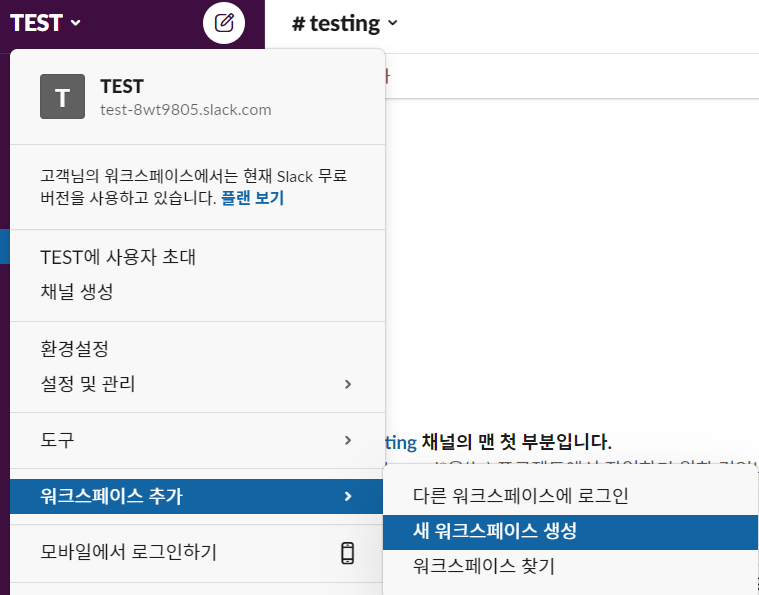 TEST
# testing
TEST
T
test-8wt9805.slack.com
고객님의 워크스페이스에서는 현재 Slack 무료
버전을 사용하고 있습니다. 플랜 보기
TEST에 사용자 초대
채널 생성
환경설정
설정 및 관리
도구
ting 채널의 맨 첫 부분입니다.
워크스페이스 추가
다른 워크스페이스에 로그인
새 워크스페이스 생성
모바일에서 로그인하기
워크스페이스 찾기